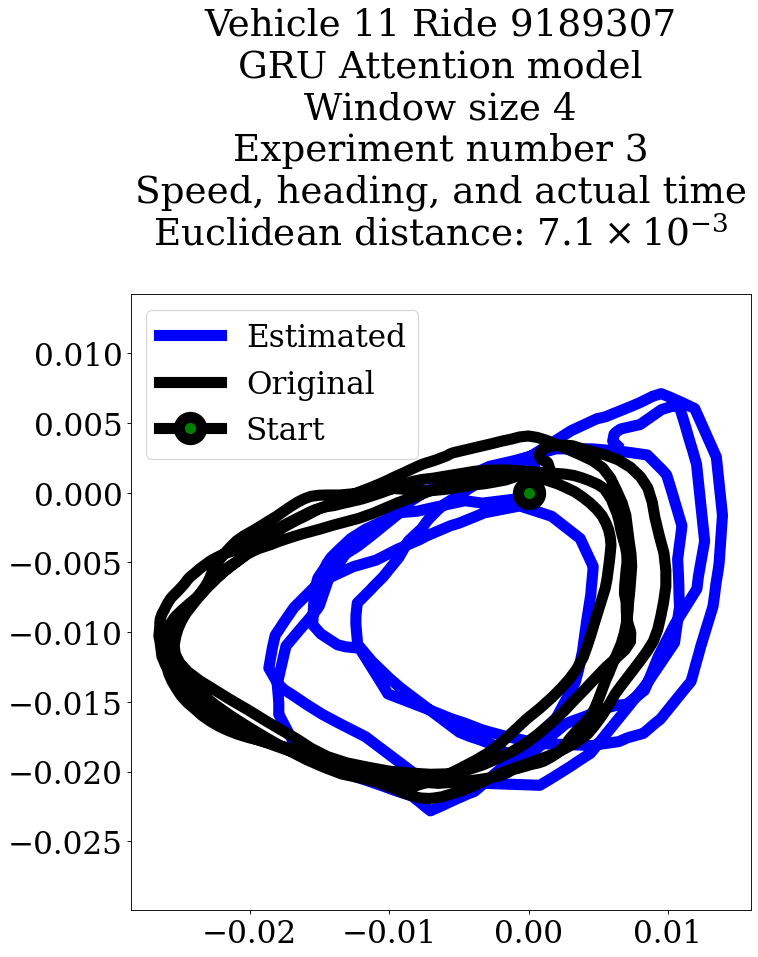 Vehicle 11 Ride 9189307
GRU Attention model
Window size 4
Experiment number 3
Speed, heading, and actual time
Euclidean distance: 7.1 × 10⁻³
Estimated
Original
Start
0.010
0.005
0.000
−0.005
−0.010
−0.015
−0.020
−0.025
−0.02 −0.01 0.00 0.01